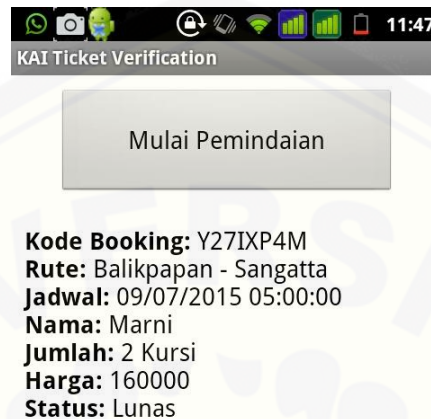 11:47
KAI Ticket Verification
Mulai Pemindaian
Kode Booking: Y27IXP4M
Rute: Balikpapan - Sangatta
Jadwal: 09/07/2015 05:00:00
Nama: Marni
Jumlah: 2 Kursi
Harga: 160000
Status: Lunas